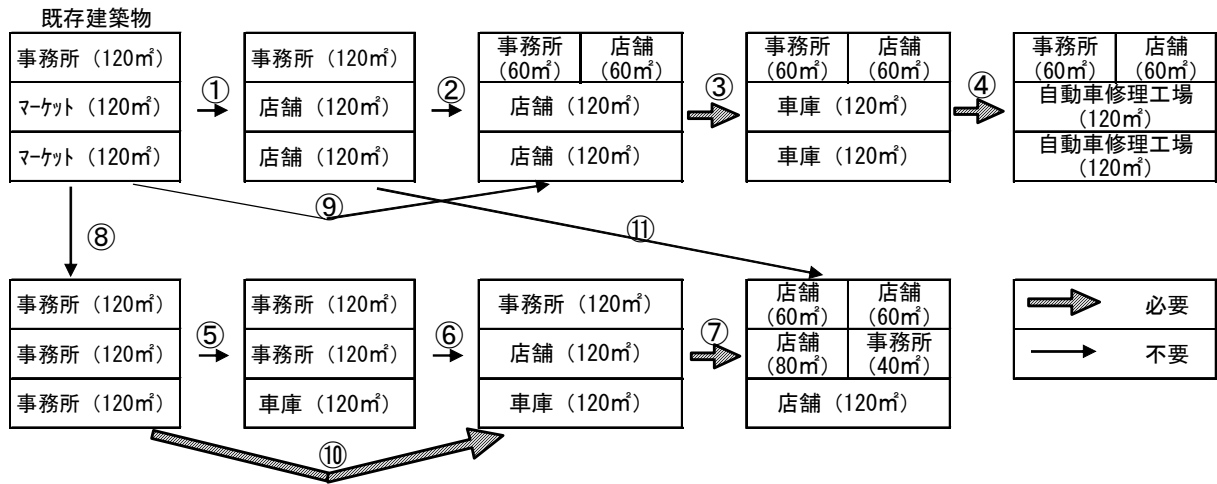 既存建築物
事務所（120㎡）
ﾏｰｹｯﾄ（120㎡）
ﾏｰｹｯﾄ（120㎡）
①
事務所（120㎡）
店舗（120㎡）
店舗（120㎡）
②
事務所
（60㎡）
店舗
（60㎡）
店舗（120㎡）
店舗（120㎡）
③
事務所
（60㎡）
店舗
（60㎡）
車庫（120㎡）
車庫（120㎡）
④
事務所
（60㎡）
店舗
（60㎡）
自動車修理工場
（120㎡）
自動車修理工場
（120㎡）
⑧
⑨
⑪
事務所（120㎡）
事務所（120㎡）
事務所（120㎡）
⑤
事務所（120㎡）
事務所（120㎡）
車庫（120㎡）
⑥
事務所（120㎡）
店舗（120㎡）
車庫（120㎡）
⑦
店舗
（60㎡）
店舗
（60㎡）
店舗
（80㎡）
事務所
（40㎡）
店舗（120㎡）
必要
不要
⑩